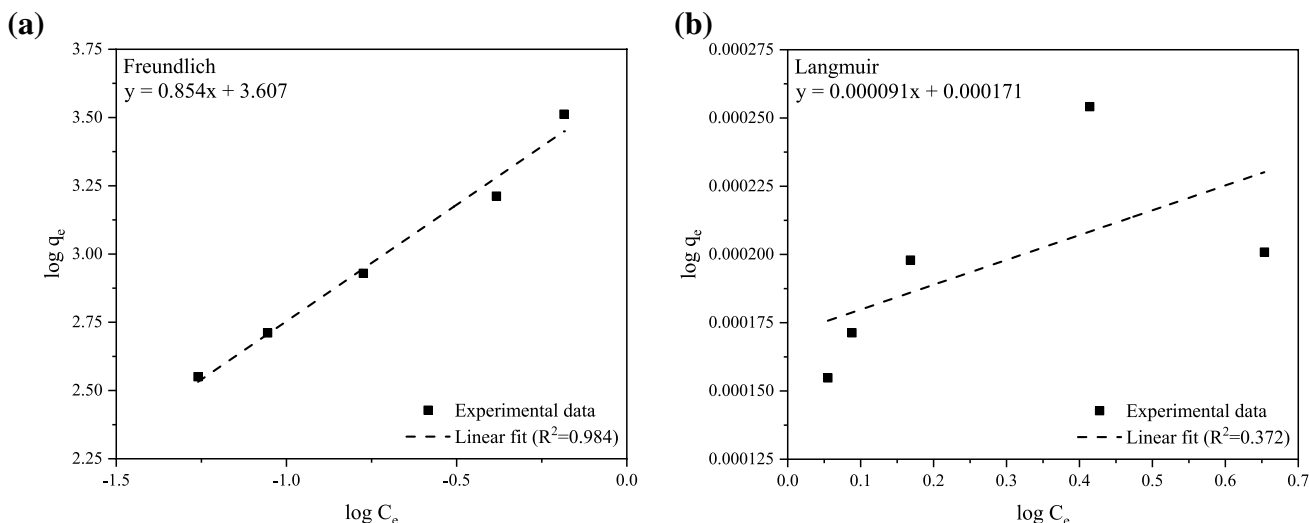 (a)
3.75
3.50
3.25
3.00
2.75
2.50
2.25
log qe
Freundlich
y = 0.854x + 3.607
Experimental data
Linear fit (R²=0.984)
-1.5
-1.0
-0.5
0.0
log Ce
(b)
0.000275
0.000250
0.000225
0.000200
0.000175
0.000150
0.000125
log qe
Langmuir
y = 0.000091x + 0.000171
Experimental data
Linear fit (R²=0.372)
0.0
0.1
0.2
0.3
0.4
0.5
0.6
0.7
log Ce